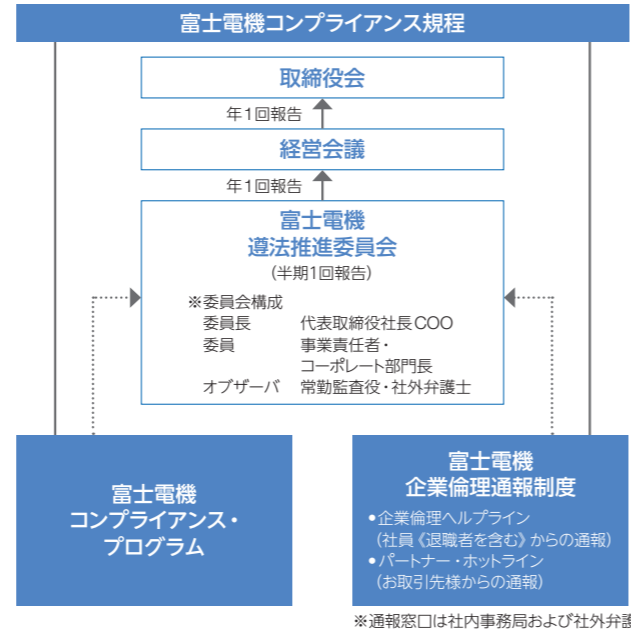 富士電機コンプライアンス規程
取締役会
年1回報告
経営会議
年1回報告
富士電機
遵法推進委員会
(半期1回報告)
※委員会構成
委員長 代表取締役社長 COO
委員 事業責任者・
コーポレート部門長
オブザーバ 常勤監査役・社外弁護士
富士電機
コンプライアンス・
プログラム
富士電機
企業倫理通報制度
●企業倫理ヘルプライン
(社員《退職者を含む》からの通報)
●パートナー・ホットライン
(お取引先様からの通報)
※通報窓口は社内事務局および社外弁護